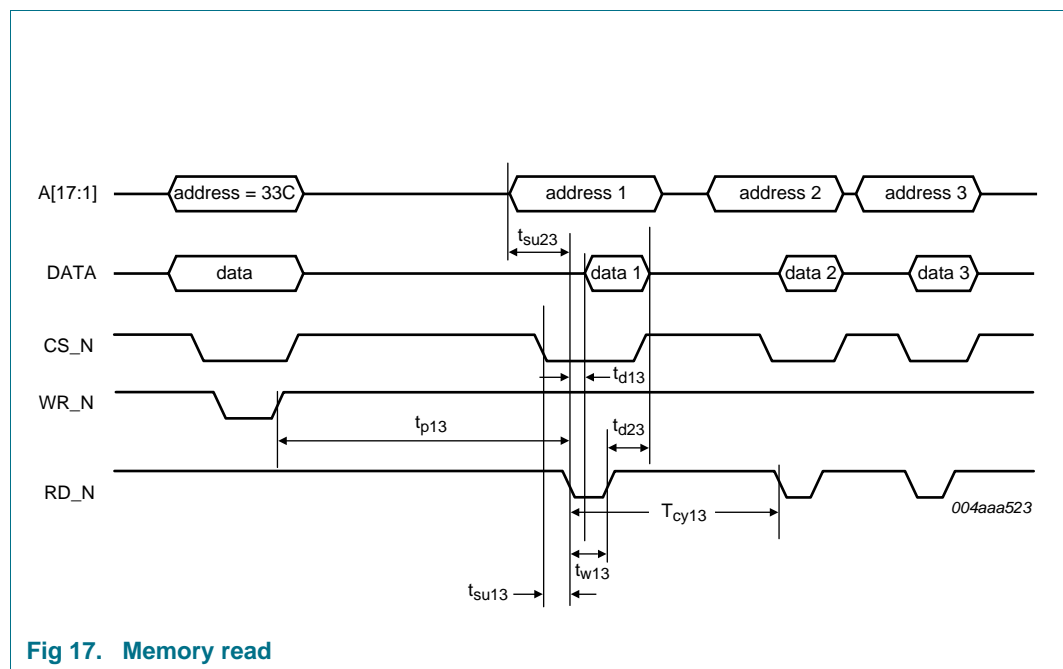 A[17:1]
address = 33C
address 1
address 2
address 3
tsu23
DATA
data
data 1
data 2
data 3
CS_N
td13
WR_N
tp13
td23
RD_N
004aaa523
Tcy13
tw13
tsu13
Fig 17. Memory read